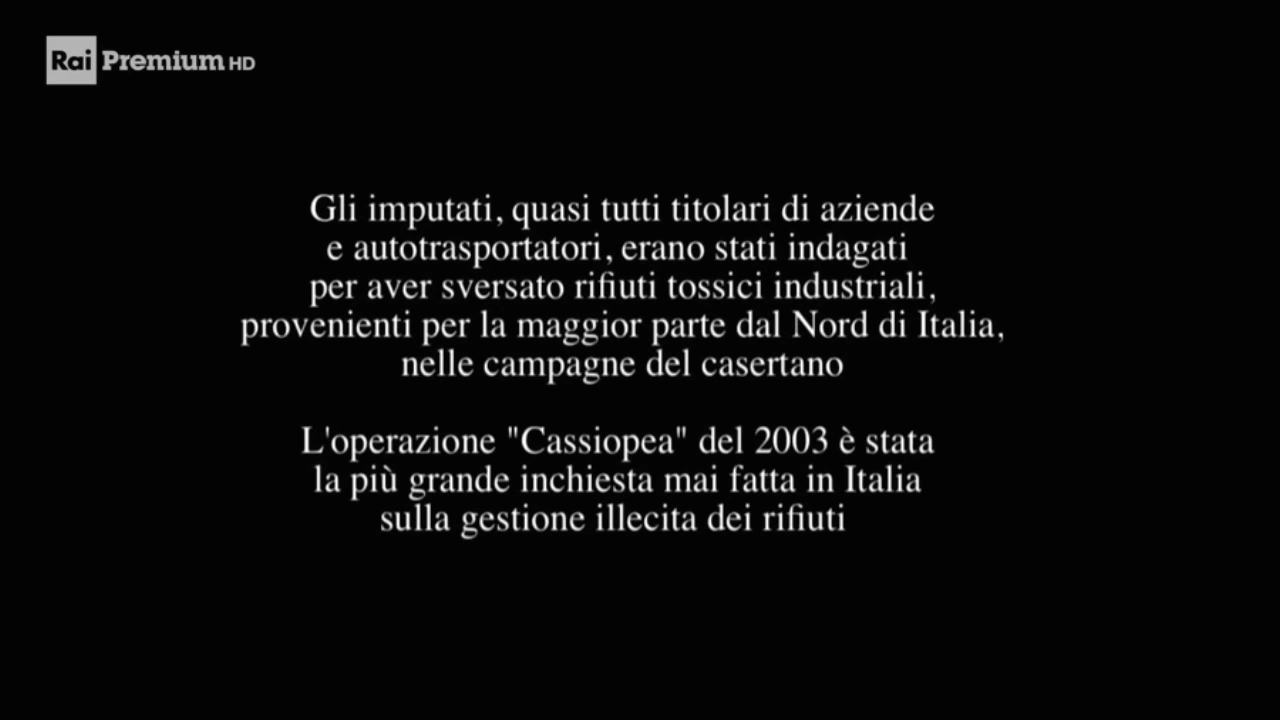 Rai Premium HD
Gli imputati, quasi tutti titolari di aziende
e autotrasportatori, erano stati indagati
per aver sversato rifiuti tossici industriali,
provenienti per la maggior parte dal Nord di Italia,
nelle campagne del casertano
L'operazione "Cassiopea" del 2003 è stata
la più grande inchiesta mai fatta in Italia
sulla gestione illecita dei rifiuti